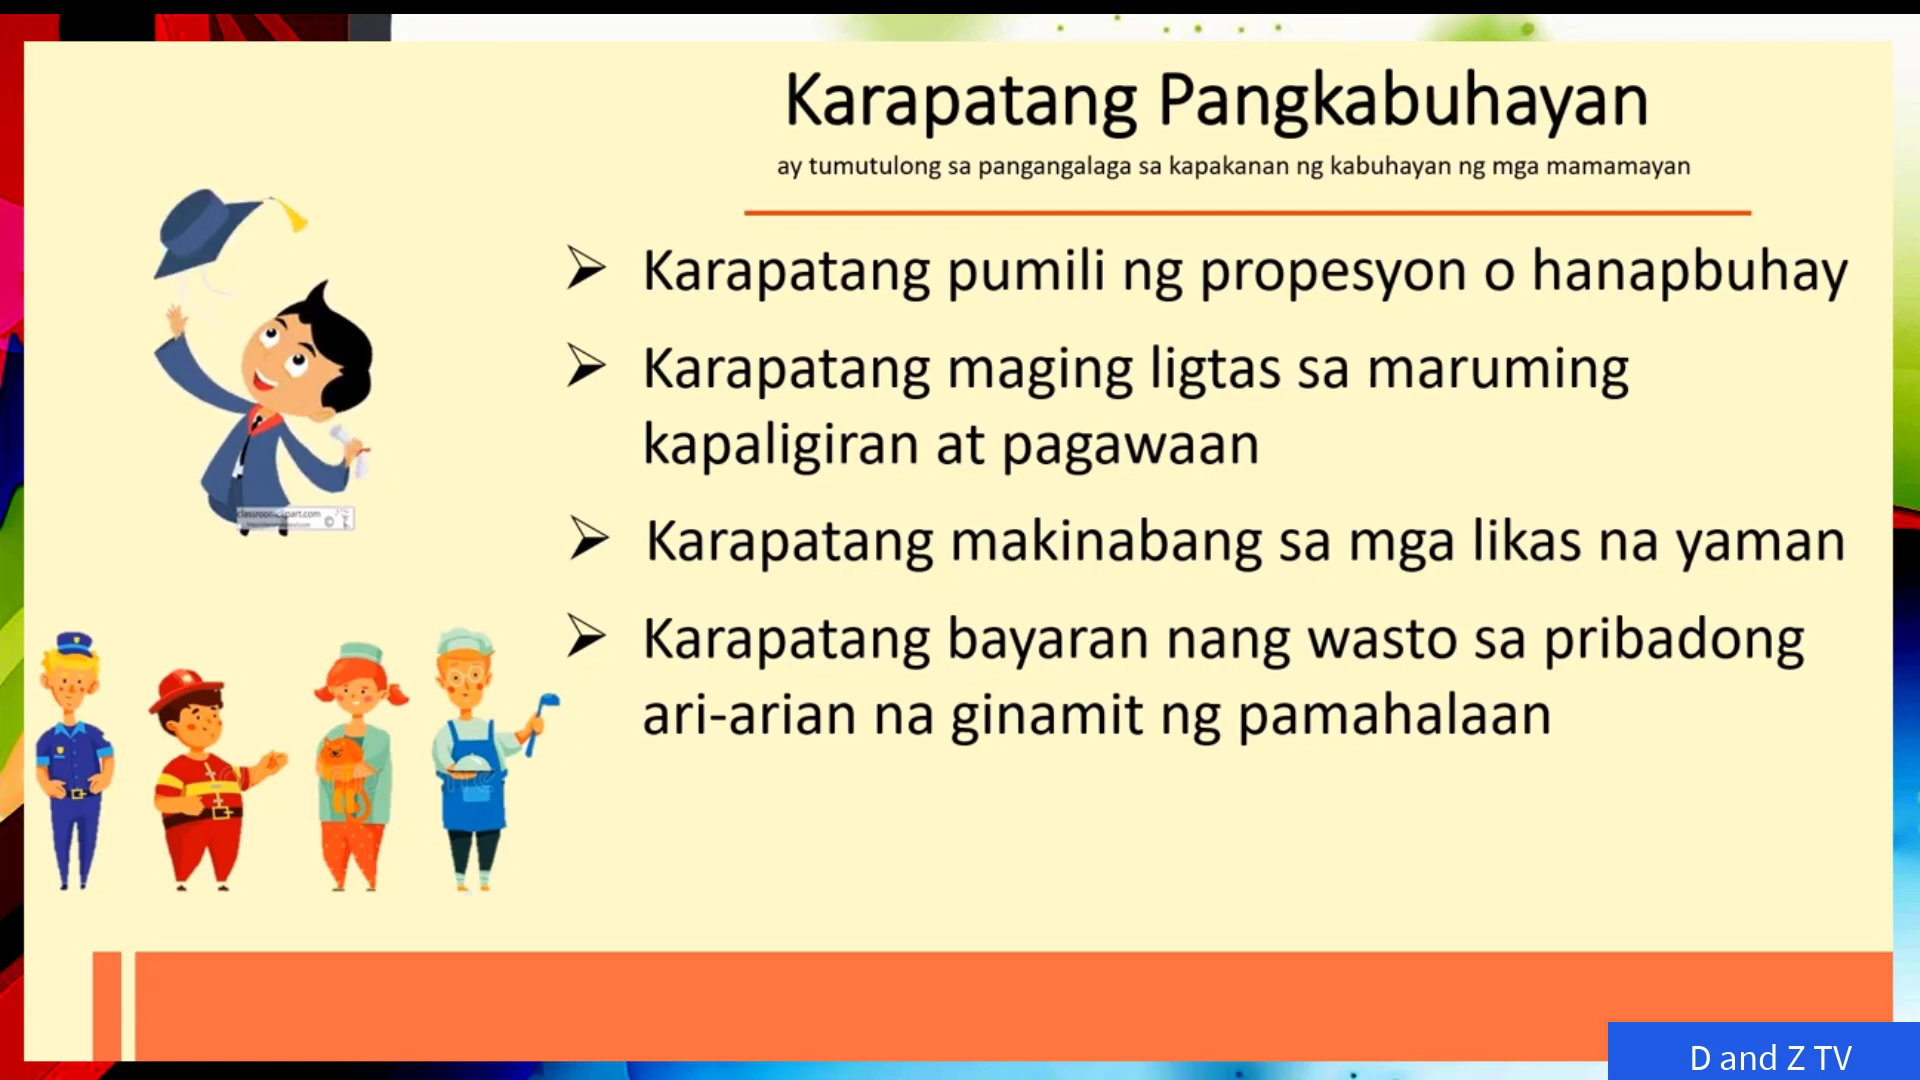 Karapatang Pangkabuhayan
ay tumutulong sa pangangalaga sa kapakanan ng kabuhayan ng mga mamamayan
➢ Karapatang pumili ng propesyon o hanapbuhay
➢ Karapatang maging ligtas sa maruming
kapaligiran at pagawaan
➢ Karapatang makinabang sa mga likas na yaman
➢ Karapatang bayaran nang wasto sa pribadong
ari-arian na ginamit ng pamahalaan
classroomclipart.com
D and Z TV